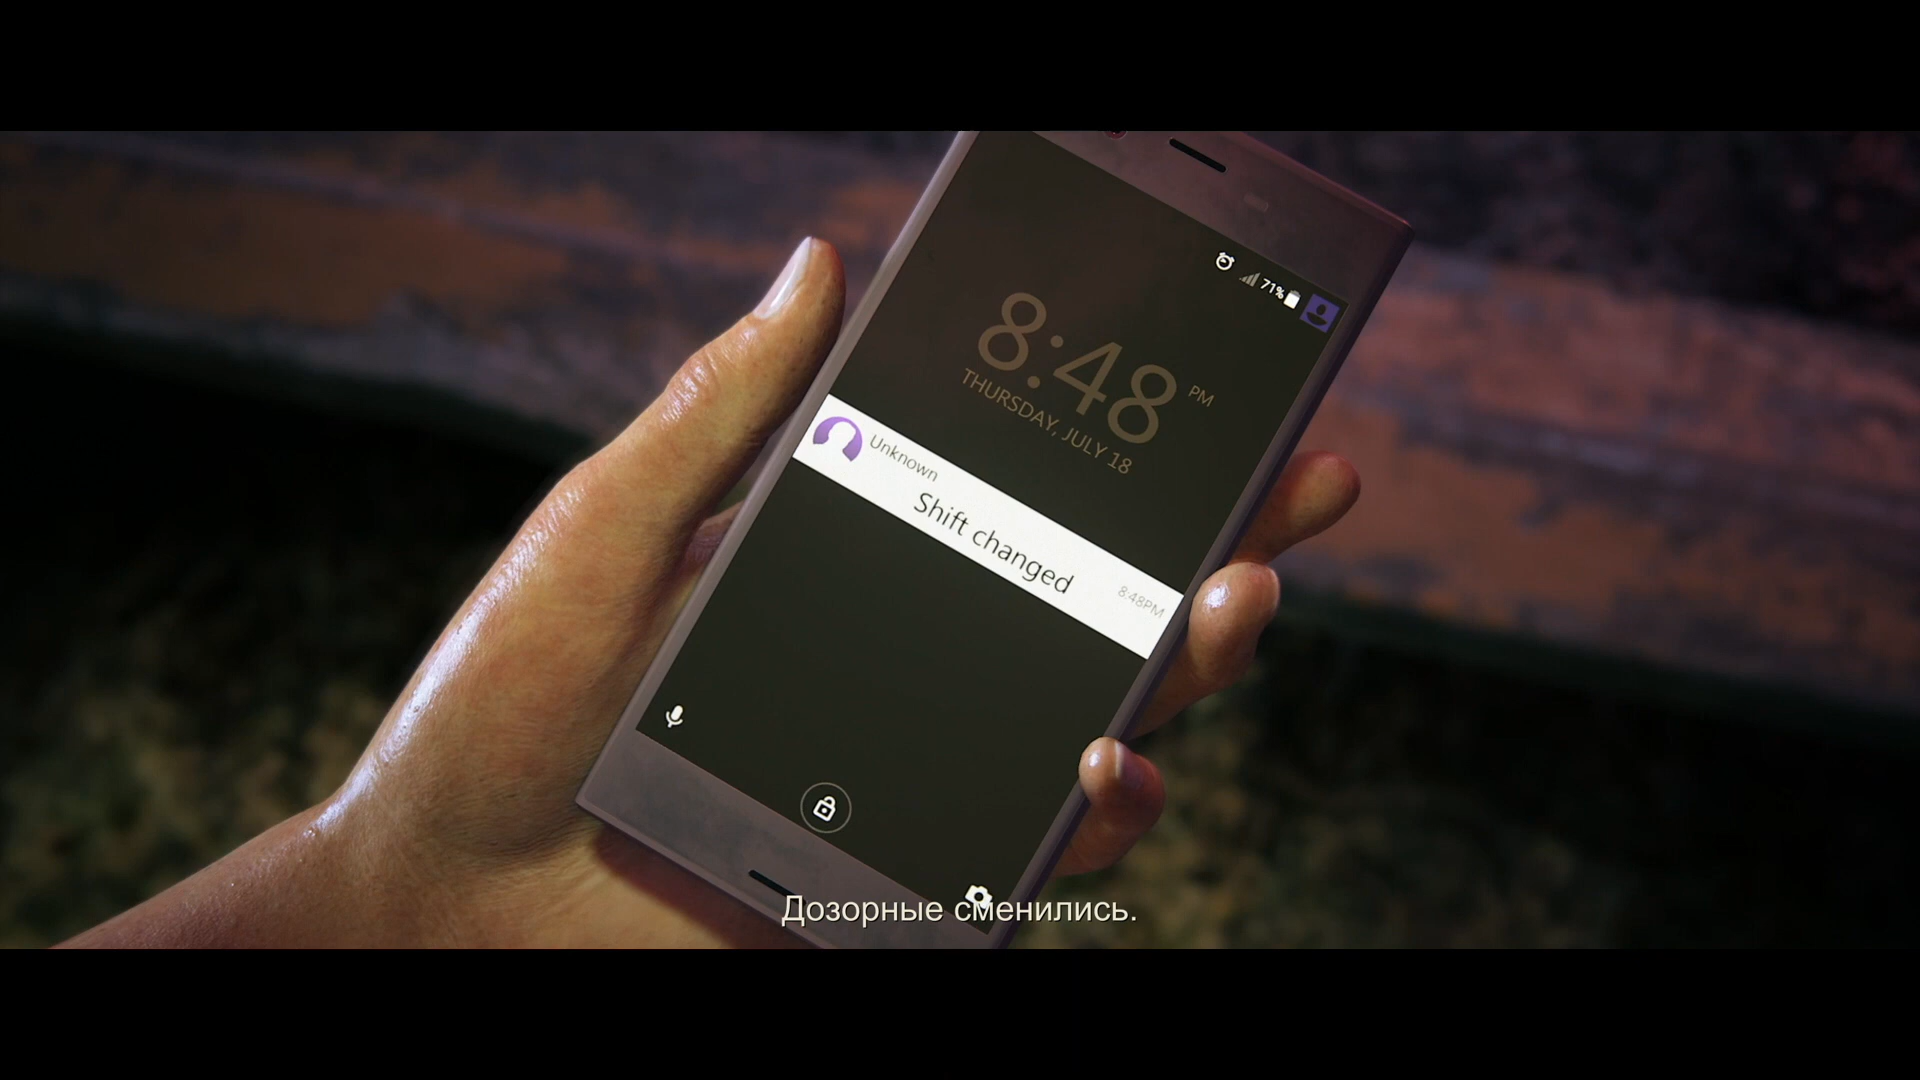 71%
8:48 PM
THURSDAY, JULY 18
Unknown
Shift changed
8:48PM
Дозорные сменились.